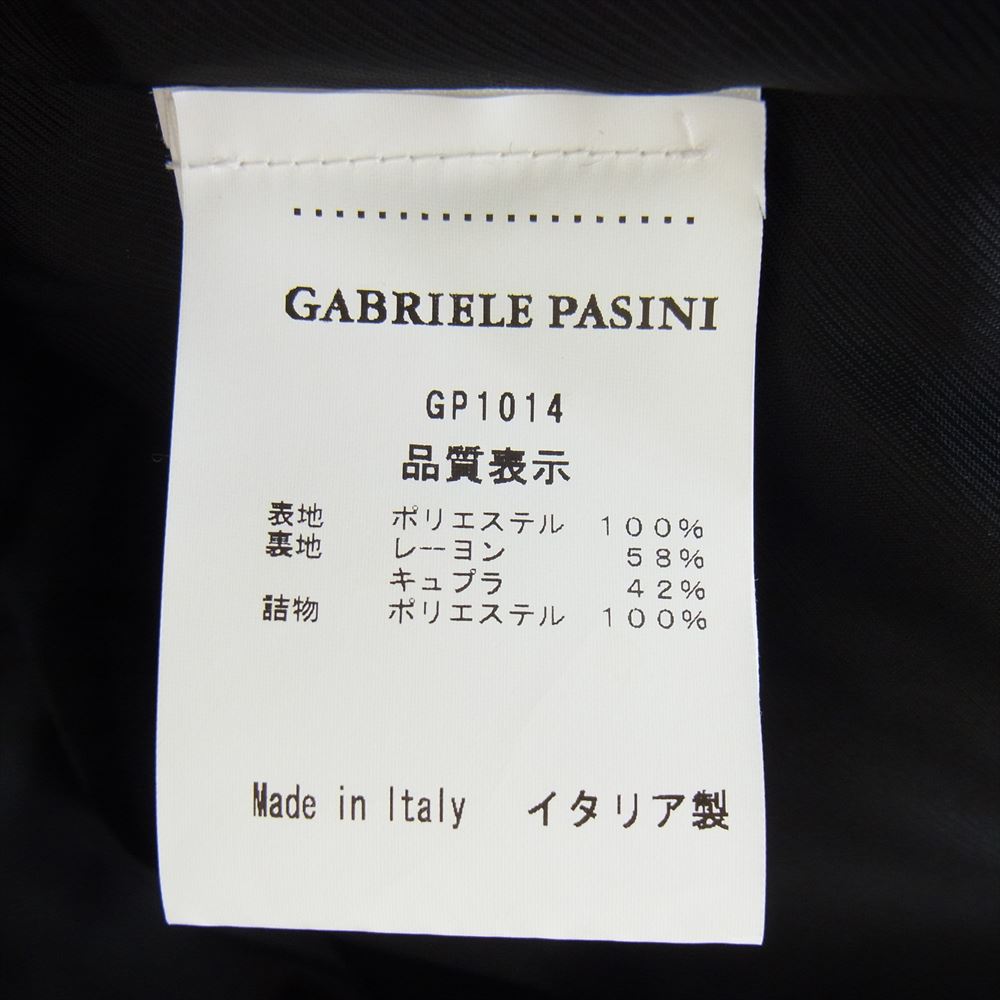 GABRIELE PASINI
GP1014
品質表示
表地 ポリエステル 100%
裏地 レーヨン 58%
キュプラ 42%
詰物 ポリエステル 100%
Made in Italy イタリア製